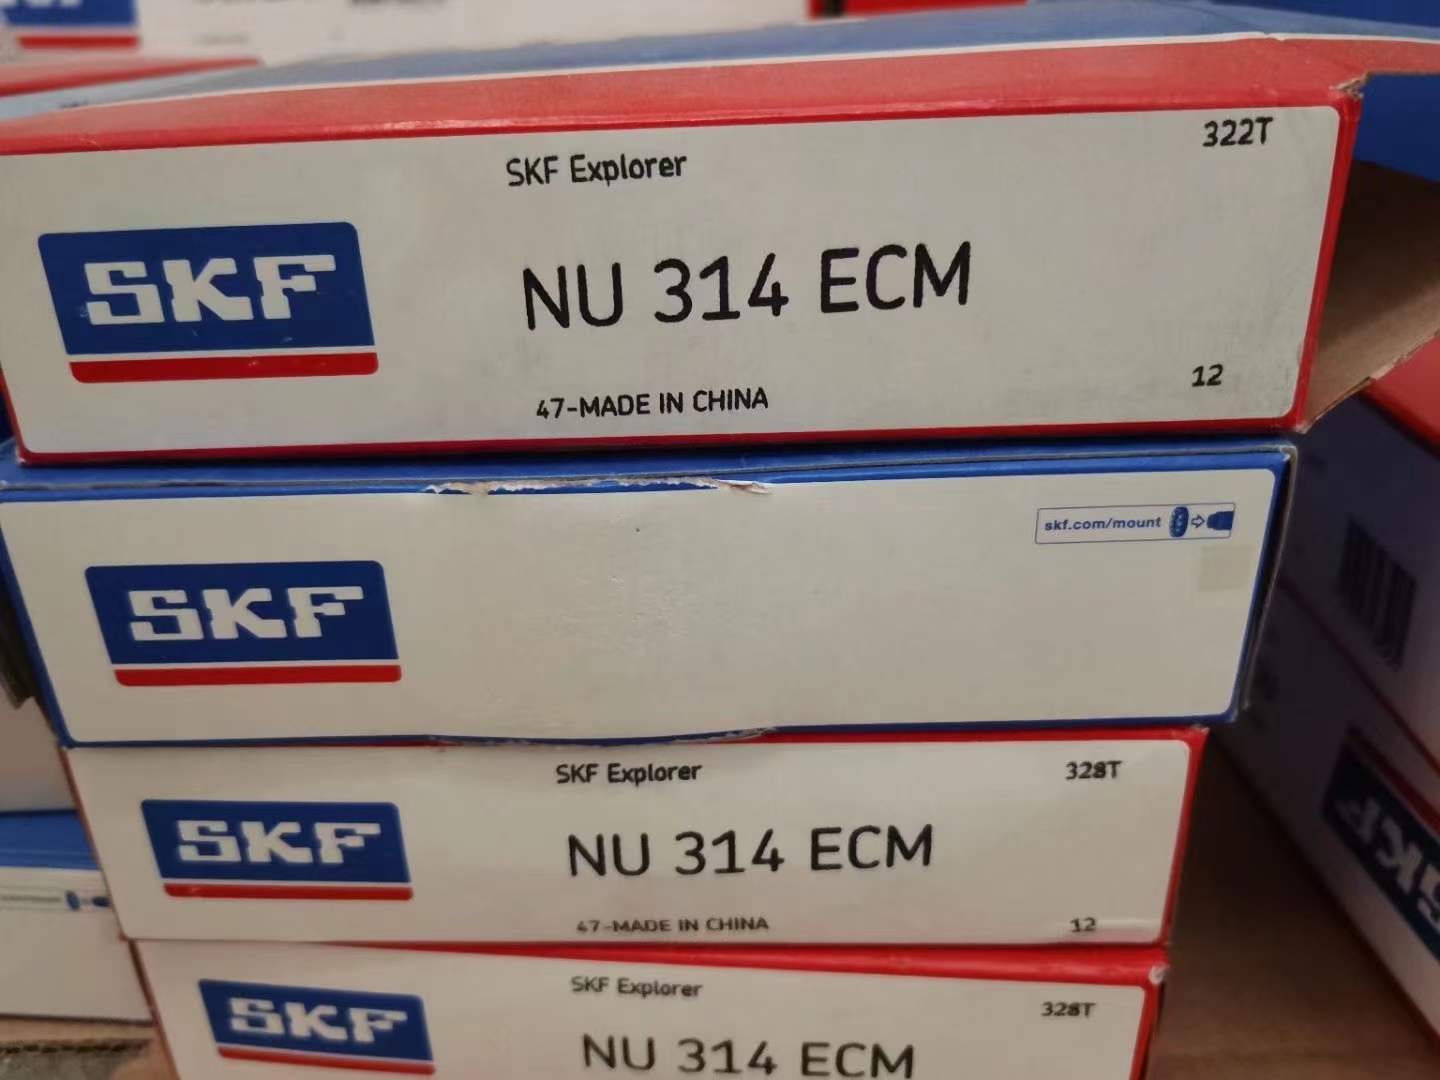 322T
SKF Explorer
SKF
NU 314 ECM
12
47-MADE IN CHINA
skf.com/mount
SKF
SKF Explorer
328T
SKF
NU 314 ECM
47-MADE IN CHINA
12
SKF Explorer
328T
SKF
NU 314 ECM
SKF